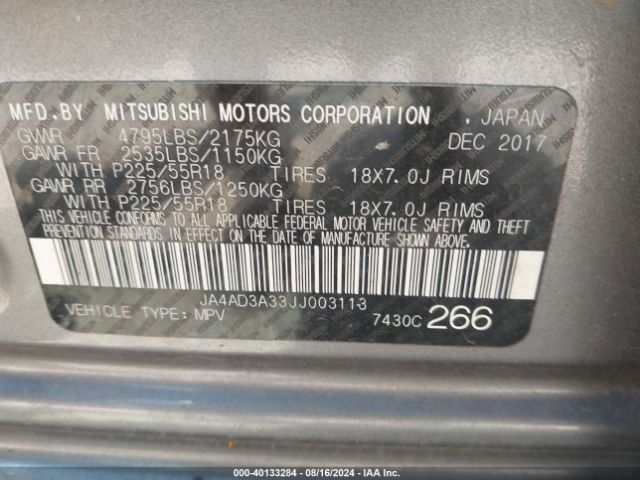 MFD.BY MITSUBISHI MOTORS CORPORATION , JAPAN
GVWR 4795LBS/2175KG DEC 2017
GAWR FR 2535LBS/1150KG
WITH P225/55R18 TIRES 18X7.0J RIMS
GAWR RR 2756LBS/1250KG
WITH P225/55R18 TIRES 18X7.0J RIMS
THIS VEHICLE CONFORMS TO ALL APPLICABLE FEDERAL MOTOR VEHICLE SAFETY AND THEFT
PREVENTION STANDARDS IN EFFECT ON THE DATE OF MANUFACTURE SHOWN ABOVE.
JA4AD3A33JJ003113
VEHICLE TYPE: MPV 7430C 266
COPART 00-40133284 - 08/16/2024 - IAA Inc.